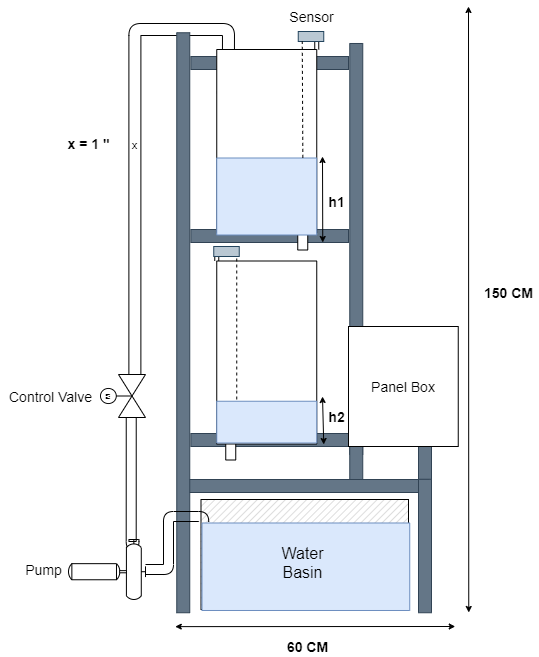 Sensor
x = 1 "
x
h1
150 CM
Panel Box
Control Valve
h2
Water
Basin
Pump
60 CM